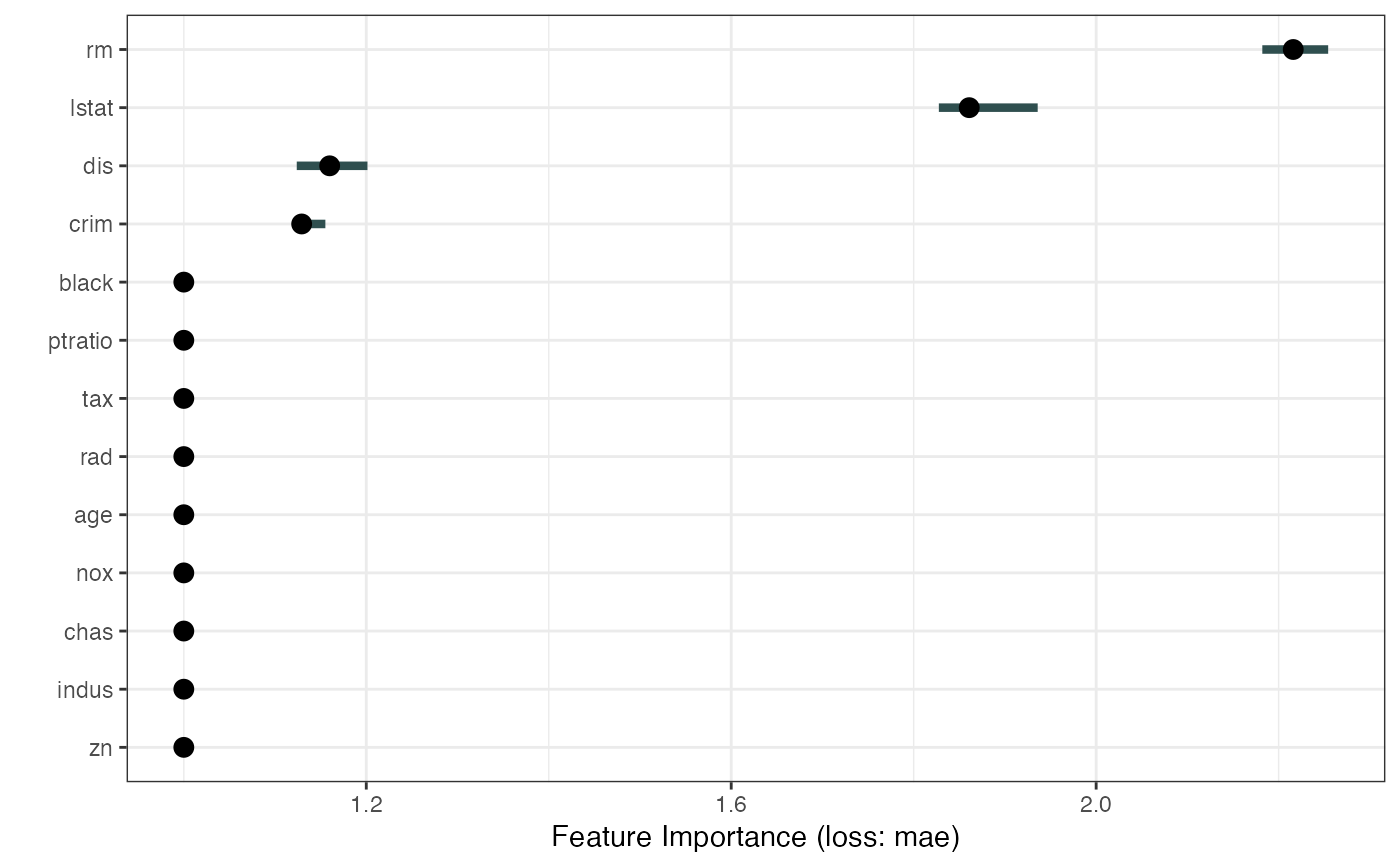 rm
lstat
dis
crim
black
ptratio
tax
rad
age
nox
chas
indus
zn
1.2 1.6 2.0
Feature Importance (loss: mae)